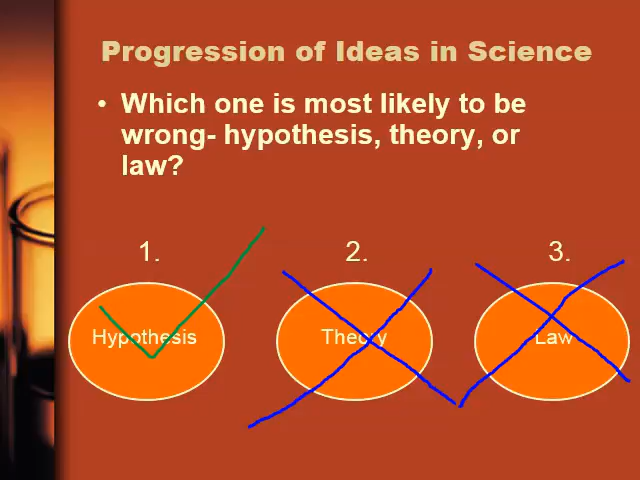 Progression of Ideas in Science
• Which one is most likely to be
wrong- hypothesis, theory, or
law?
1.
2.
3.
Hypothesis
Theory
Law